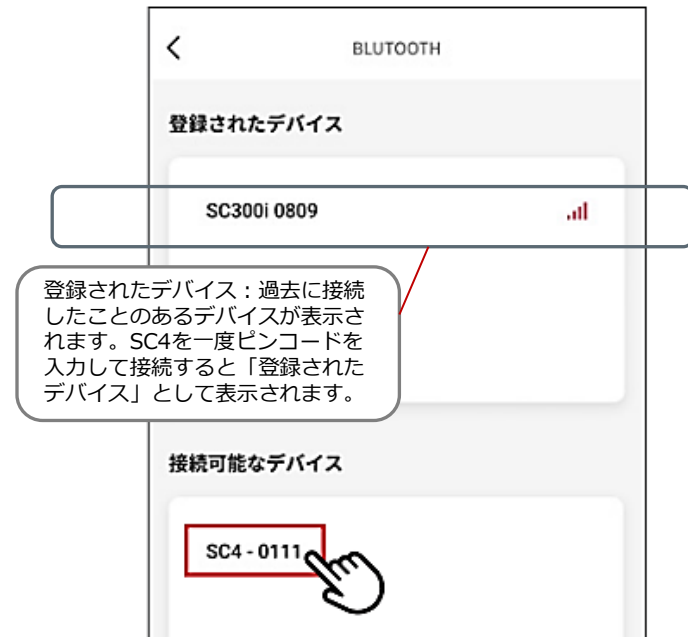 BLUTOOTH
登録されたデバイス
SC300i 0809
登録されたデバイス：過去に接続
したことのあるデバイスが表示さ
れます。SC4を一度ピンコードを
入力して接続すると「登録された
デバイス」として表示されます。
接続可能なデバイス
SC4 - 0111